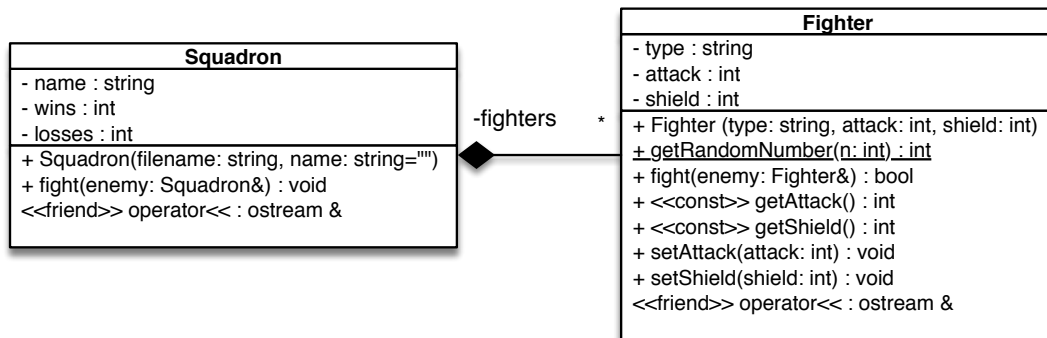 Squadron
- name : string
- wins : int
- losses : int
+ Squadron(filename: string, name: string="")
+ fight(enemy: Squadron&) : void
<<friend>> operator<< : ostream &
-fighters
*
Fighter
- type : string
- attack : int
- shield : int
+ Fighter (type: string, attack: int, shield: int)
+ getRandomNumber(n: int) : int
+ fight(enemy: Fighter&) : bool
+ <<const>> getAttack() : int
+ <<const>> getShield() : int
+ setAttack(attack: int) : void
+ setShield(shield: int) : void
<<friend>> operator<< : ostream &